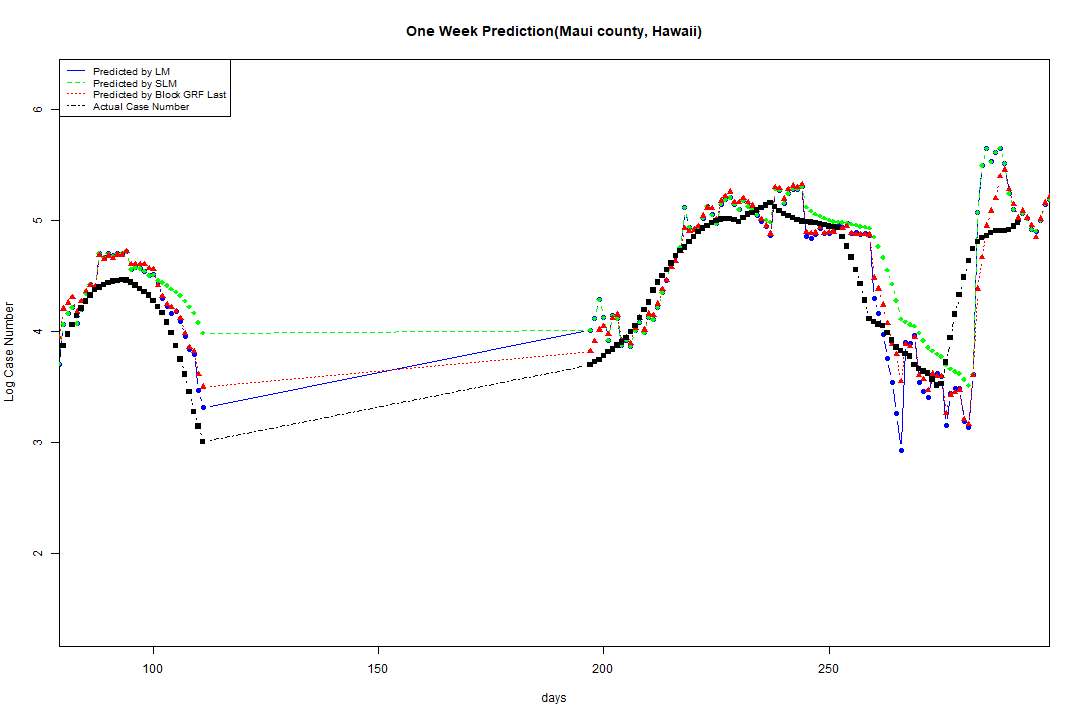 One Week Prediction(Maui county, Hawaii)
Predicted by LM
Predicted by SLM
Predicted by Block GRF Last
Actual Case Number
6
5
4
3
2
Log Case Number
100
150
200
250
days